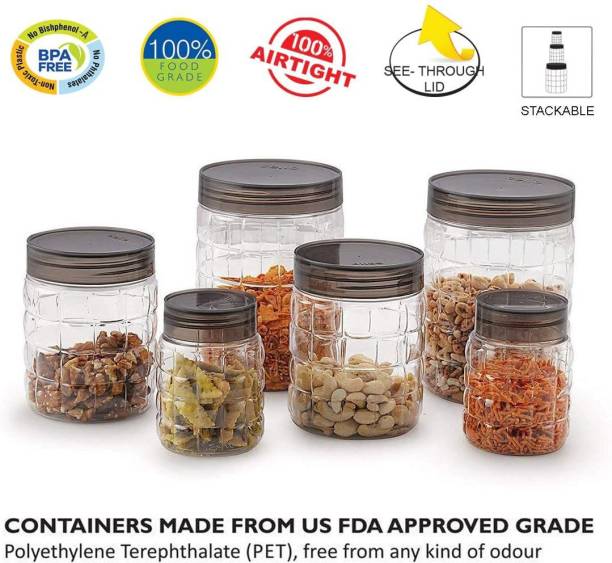 No Bishphenol -A
BPA
FREE
Non-Toxic Plastic
No Pthalates
100%
FOOD
GRADE
100%
AIRTIGHT
SEE- THROUGH
LID
STACKABLE
CONTAINERS MADE FROM US FDA APPROVED GRADE
Polyethylene Terephthalate (PET), free from any kind of odour